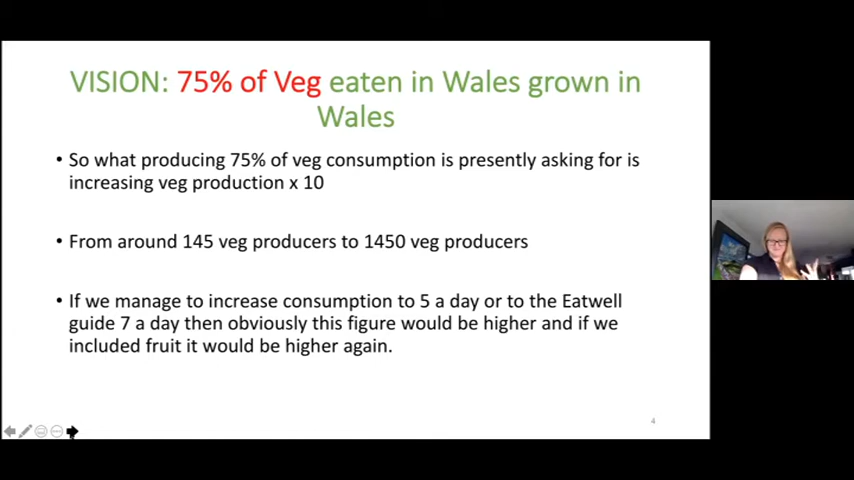 VISION: 75% of Veg eaten in Wales grown in
Wales
• So what producing 75% of veg consumption is presently asking for is
increasing veg production x 10
• From around 145 veg producers to 1450 veg producers
• If we manage to increase consumption to 5 a day or to the Eatwell
guide 7 a day then obviously this figure would be higher and if we
included fruit it would be higher again.
4